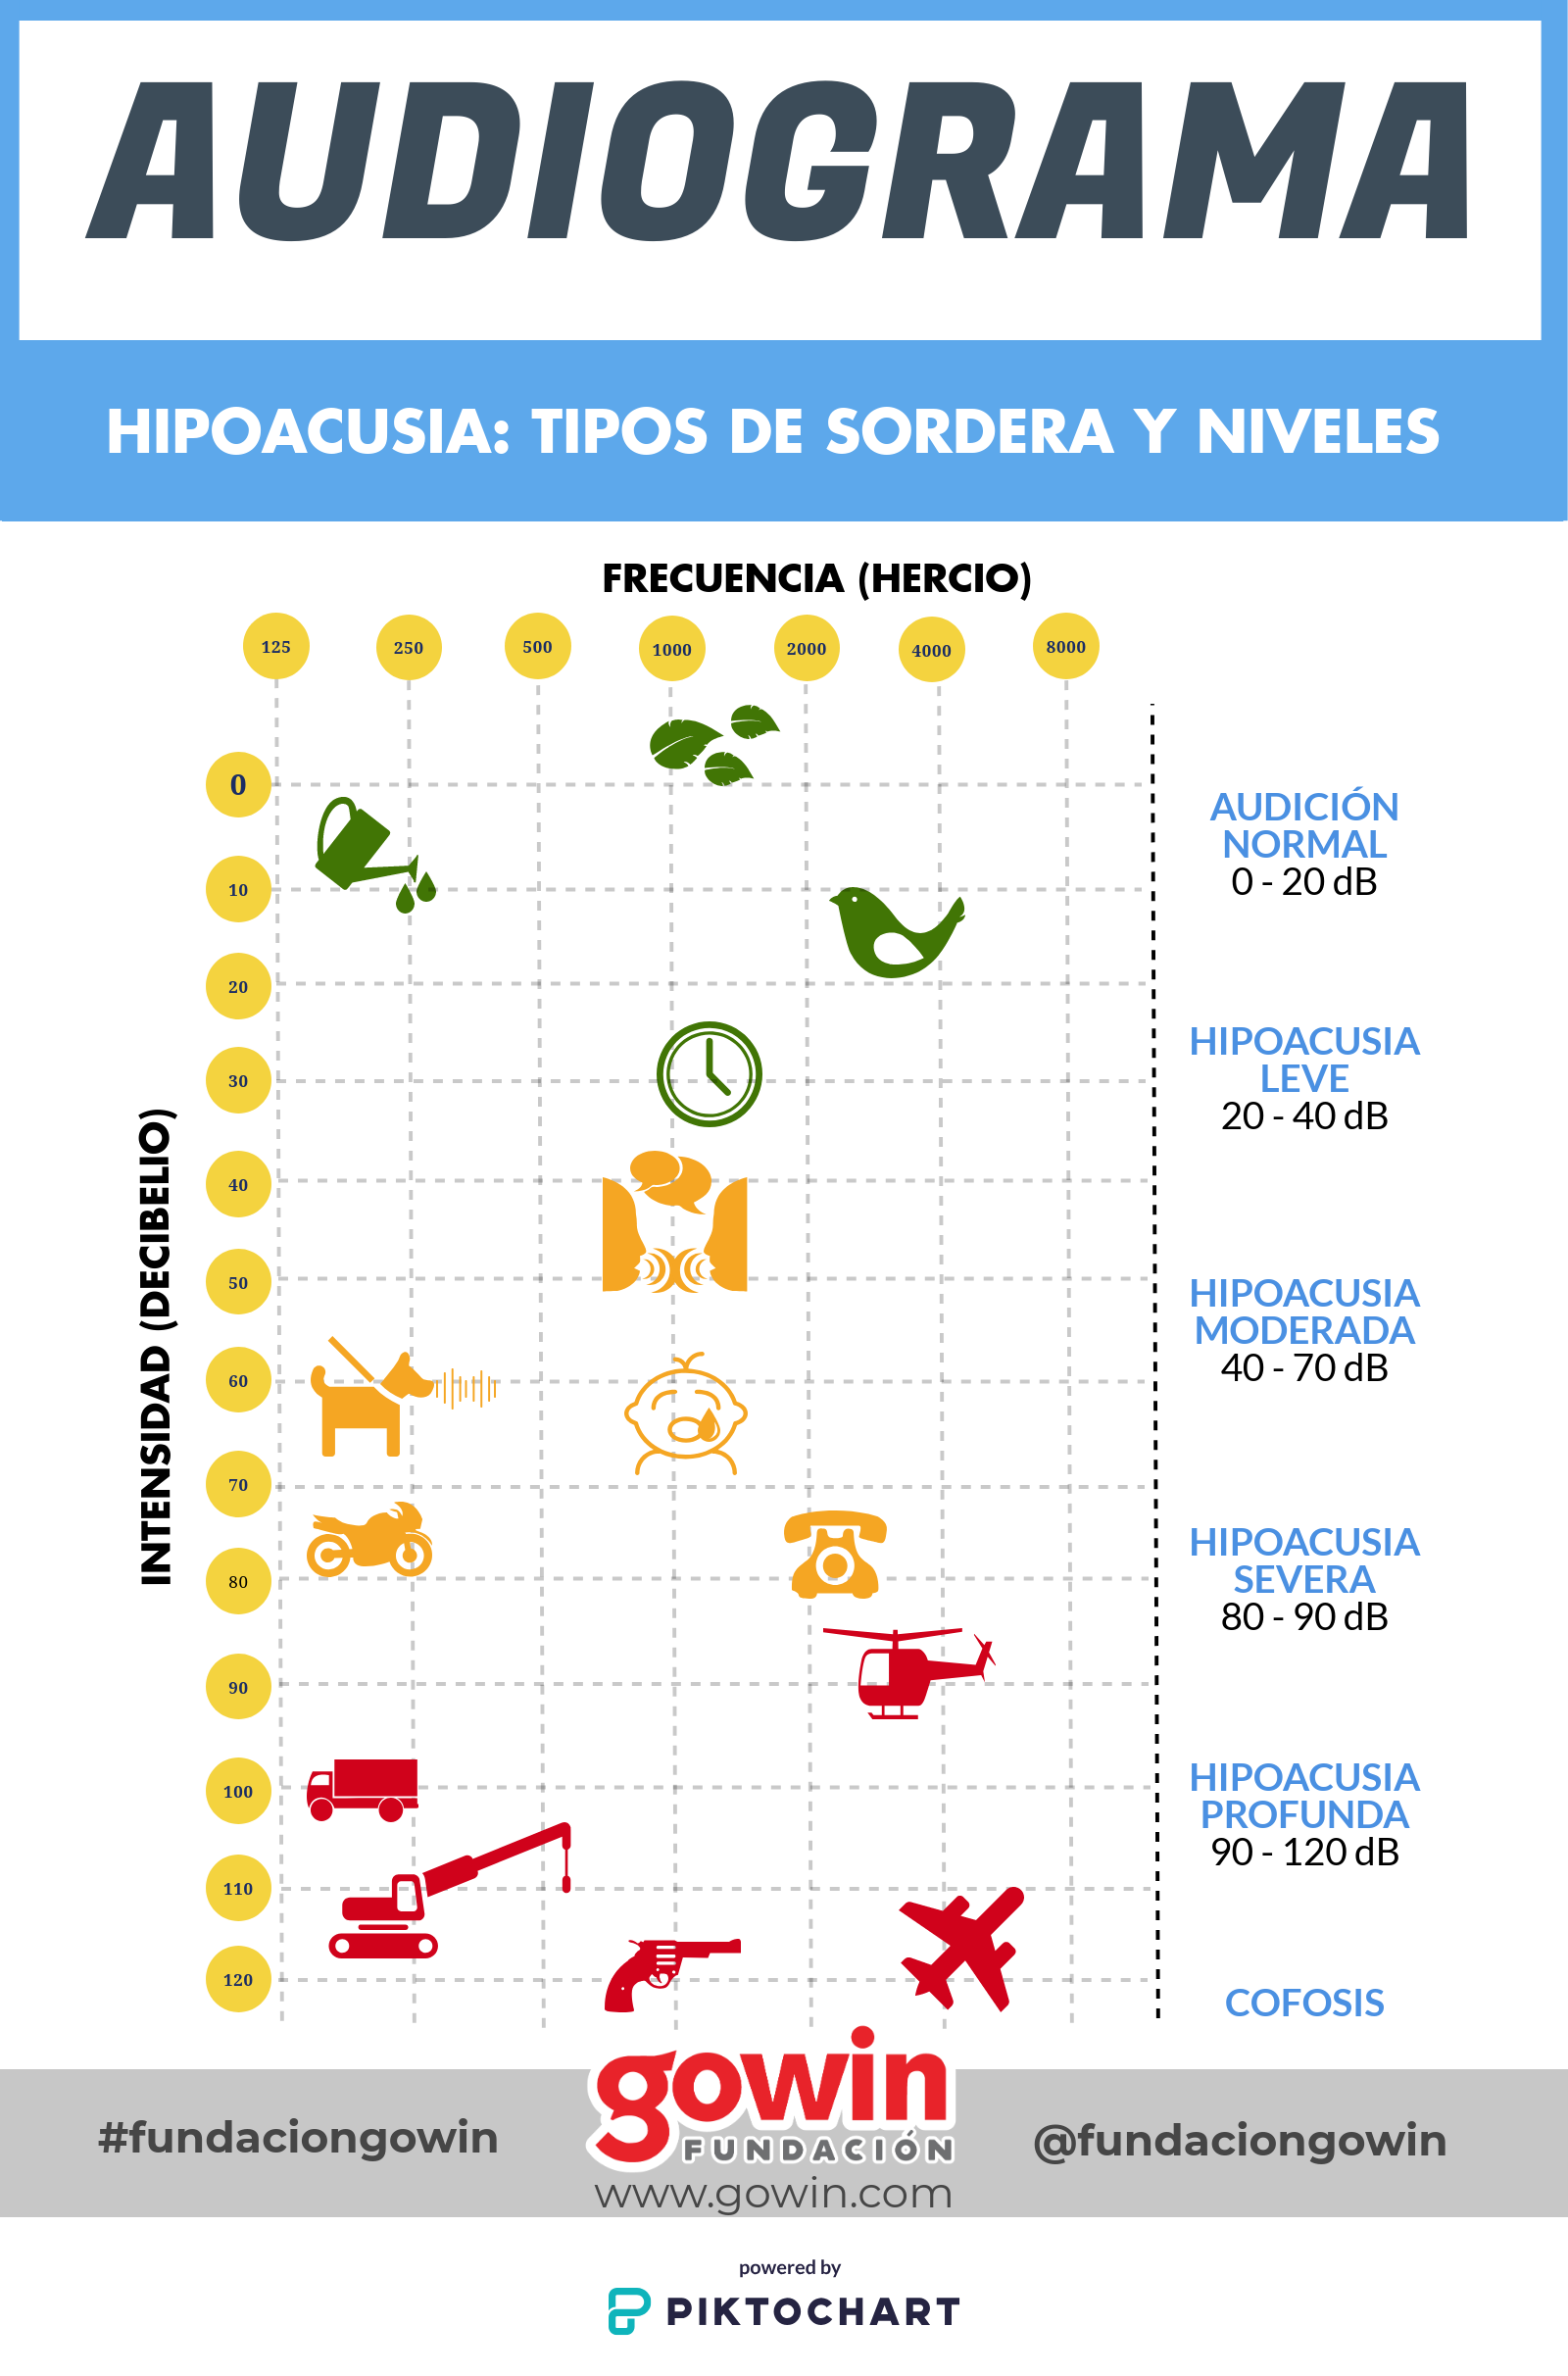 AUDIOGRAMA
HIPOACUSIA: TIPOS DE SORDERA Y NIVELES
FRECUENCIA (HERCIO)
125 250 500 1000 2000 4000 8000
INTENSIDAD (DECIBELIO)
0
10
20
30
40
50
60
70
80
90
100
110
120
AUDICIÓN
NORMAL
0 - 20 dB
HIPOACUSIA
LEVE
20 - 40 dB
HIPOACUSIA
MODERADA
40 - 70 dB
HIPOACUSIA
SEVERA
80 - 90 dB
HIPOACUSIA
PROFUNDA
90 - 120 dB
COFOSIS
#fundaciongowin
gowin
FUNDACIÓN
www.gowin.com
@fundaciongowin
powered by
PIKTOCHART